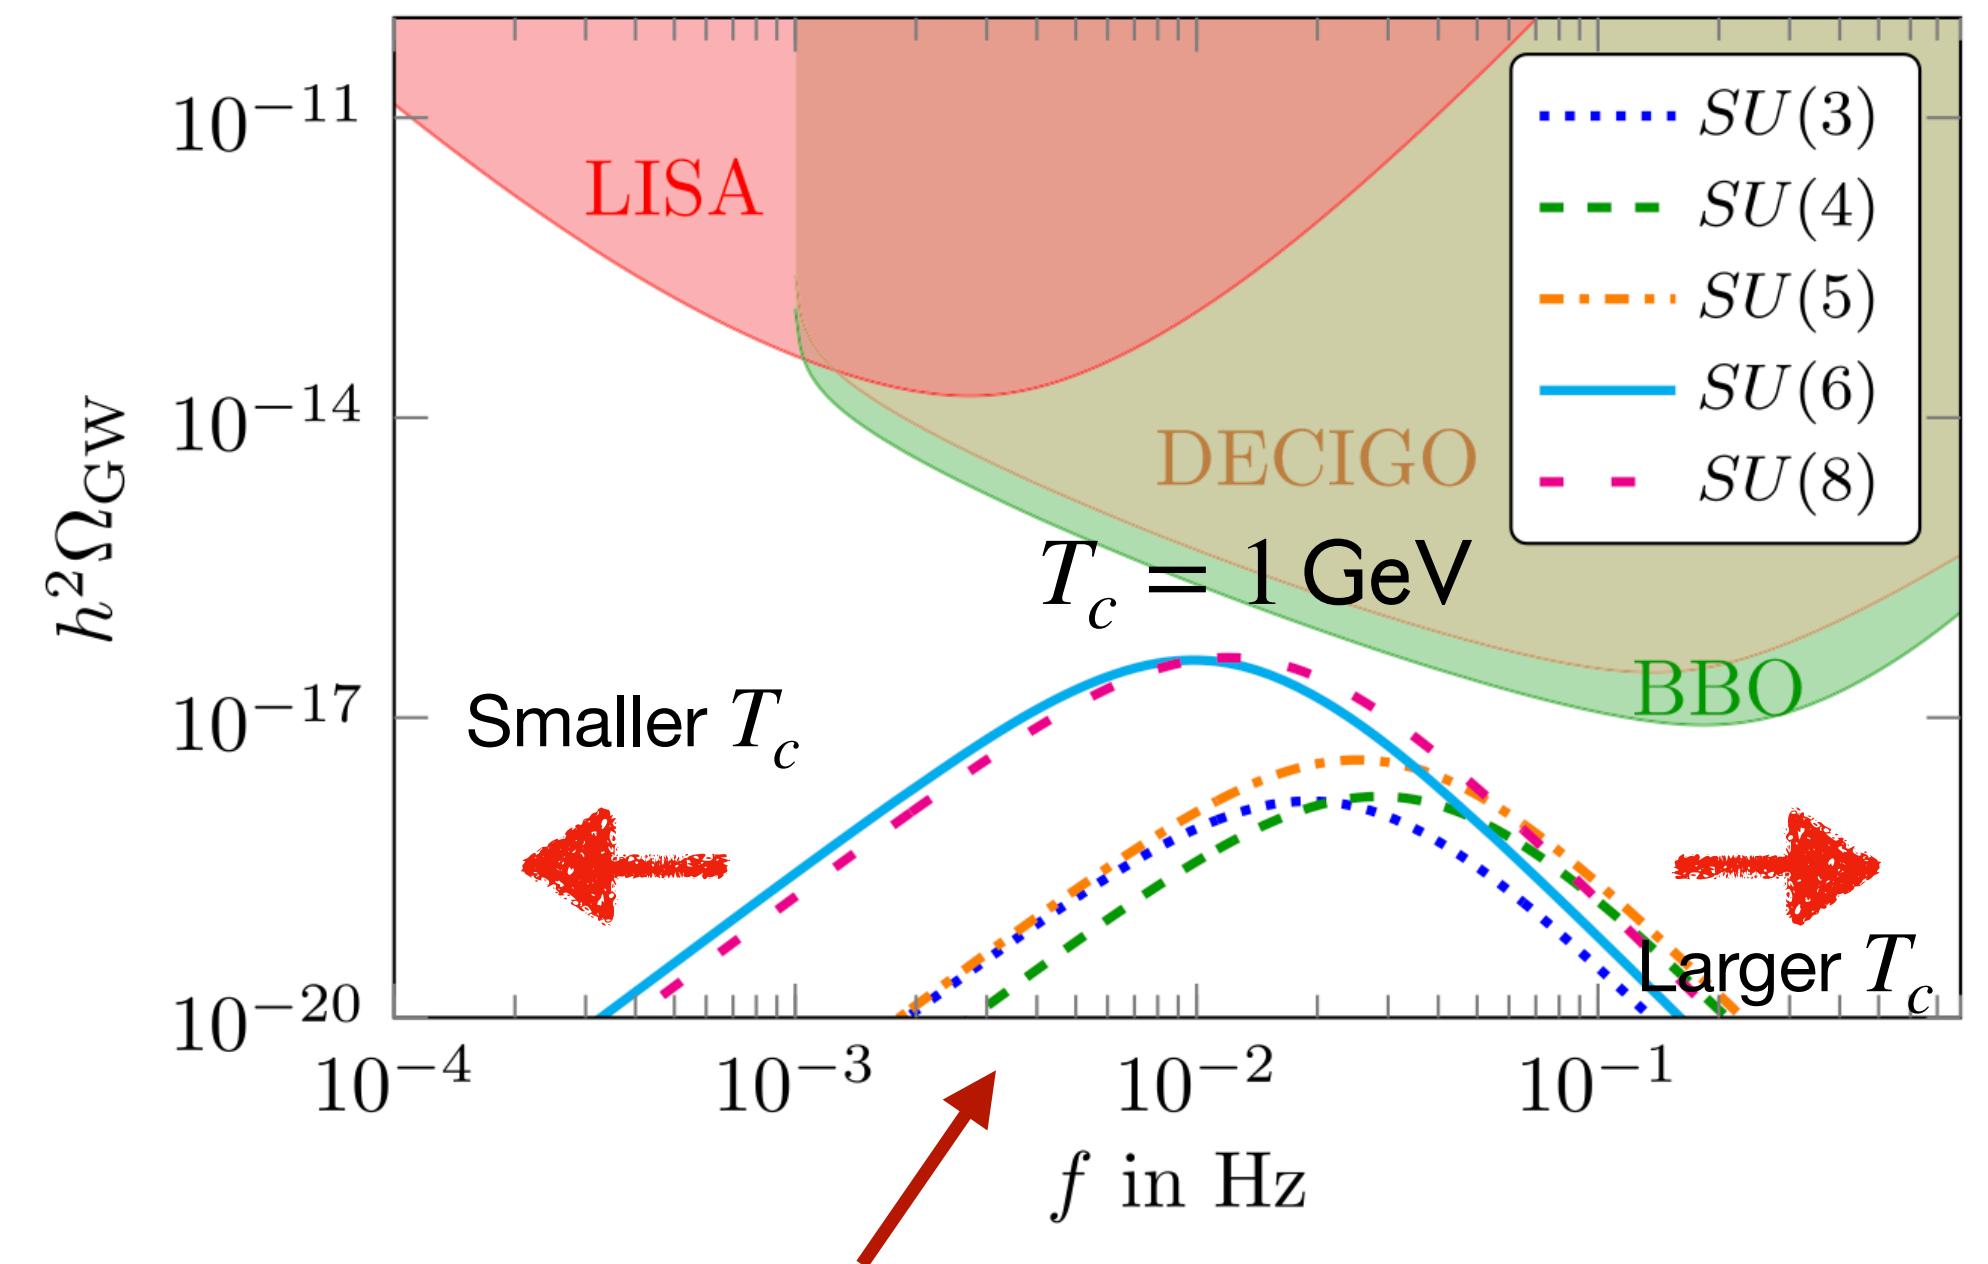 10⁻¹¹
10⁻¹⁴
10⁻¹⁷
10⁻²⁰
h²Ω_GW
LISA
DECIGO
BBO
SU(3)
SU(4)
SU(5)
SU(6)
SU(8)
T_c = 1 GeV
Smaller T_c
Larger T_c
10⁻⁴ 10⁻³ 10⁻² 10⁻¹
f in Hz